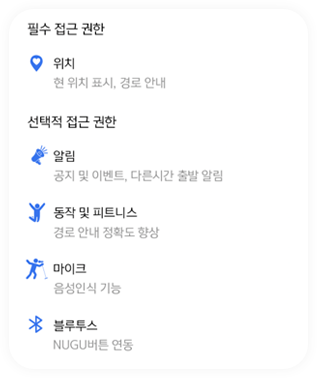 필수 접근 권한
위치
현 위치 표시, 경로 안내
선택적 접근 권한
알림
공지 및 이벤트, 다른시간 출발 알림
동작 및 피트니스
경로 안내 정확도 향상
마이크
음성인식 기능
블루투스
NUGU버튼 연동